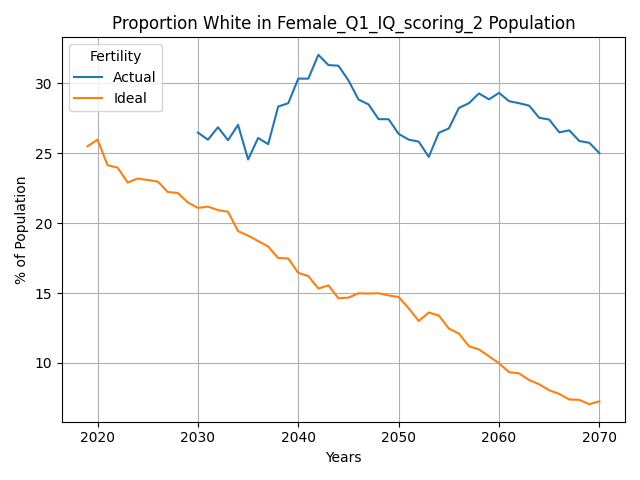 Proportion White in Female_Q1_IQ_scoring_2 Population
Fertility
Actual
Ideal
% of Population
30
25
20
15
10
2020 2030 2040 2050 2060 2070
Years